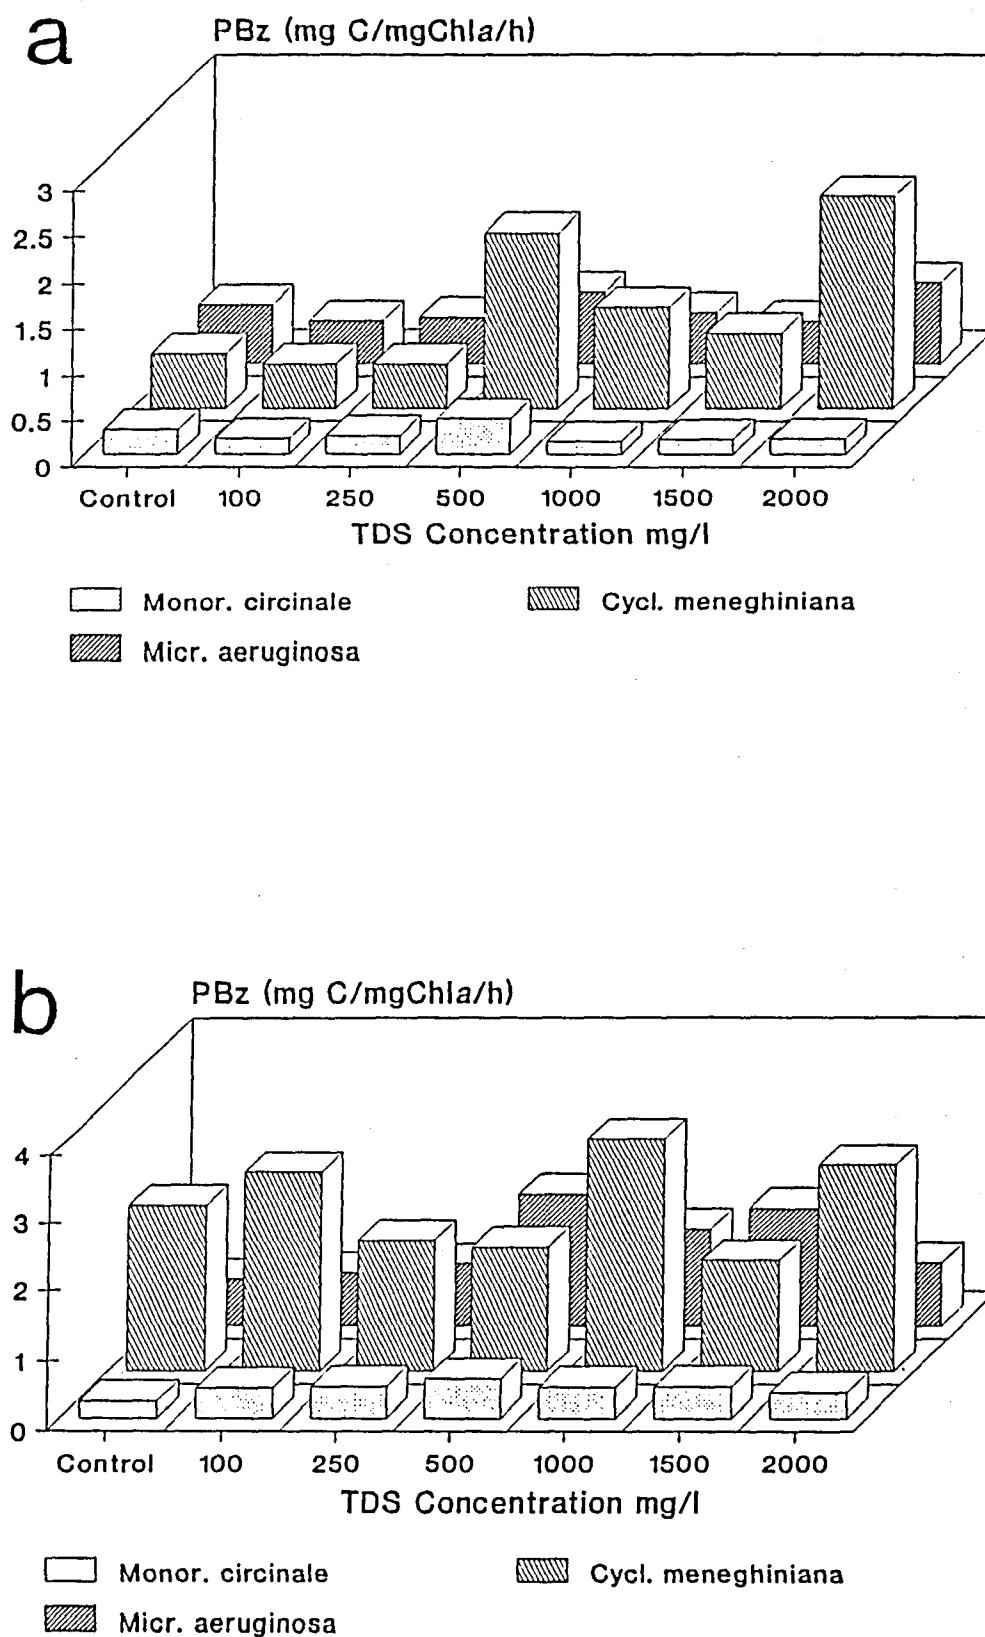 a
PBz (mg C/mgChla/h)
3
2.5
2
1.5
1
0.5
0
Control 100 250 500 1000 1500 2000
TDS Concentration mg/l
Monor. circinale
Cycl. meneghiniana
Micr. aeruginosa
b
PBz (mg C/mgChla/h)
4
3
2
1
0
Control 100 250 500 1000 1500 2000
TDS Concentration mg/l
Monor. circinale
Cycl. meneghiniana
Micr. aeruginosa